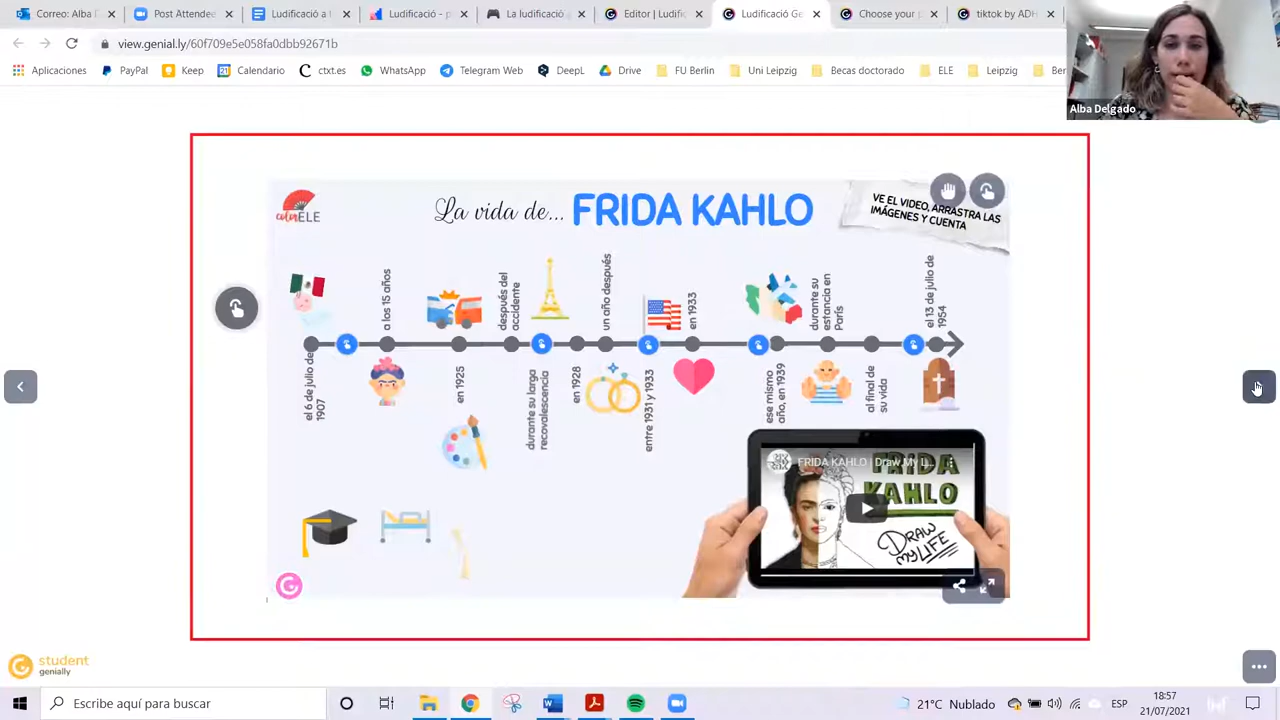 Correo: Alba D
Post Attendee
Ludificació a t
Ludificació - p
La ludificació
Editor | Ludific
Ludificació Ge
Choose your p
tiktok by ADH
view.genial.ly/60f709e5e058fa0dbb92671b
Aplicaciones
PayPal
Keep
Calendario
ctxt.es
WhatsApp
Telegram Web
DeepL
Drive
FU Berlin
Uni Leipzig
Becas doctorado
ELE
Leipzig
Ber
Alba Delgado
colorELE
La vida de... FRIDA KAHLO
VE EL VIDEO, ARRASTRA LAS
IMÁGENES Y CUENTA
el 6 de julio de
1907
a los 15 años
en 1925
después del
accidente
durante su larga
recovalescencia
en 1928
un año después
entre 1931 y 1933
en 1933
ese mismo
año, en 1939
durante su
estancia en
París
al final de
su vida
el 13 de julio de
1954
FRIDA KAHLO | Draw My L...
FRIDA
KAHLO
DRAW
MY LIFE
student
genially
Escribe aquí para buscar
21°C Nublado
ESP
18:57
21/07/2021